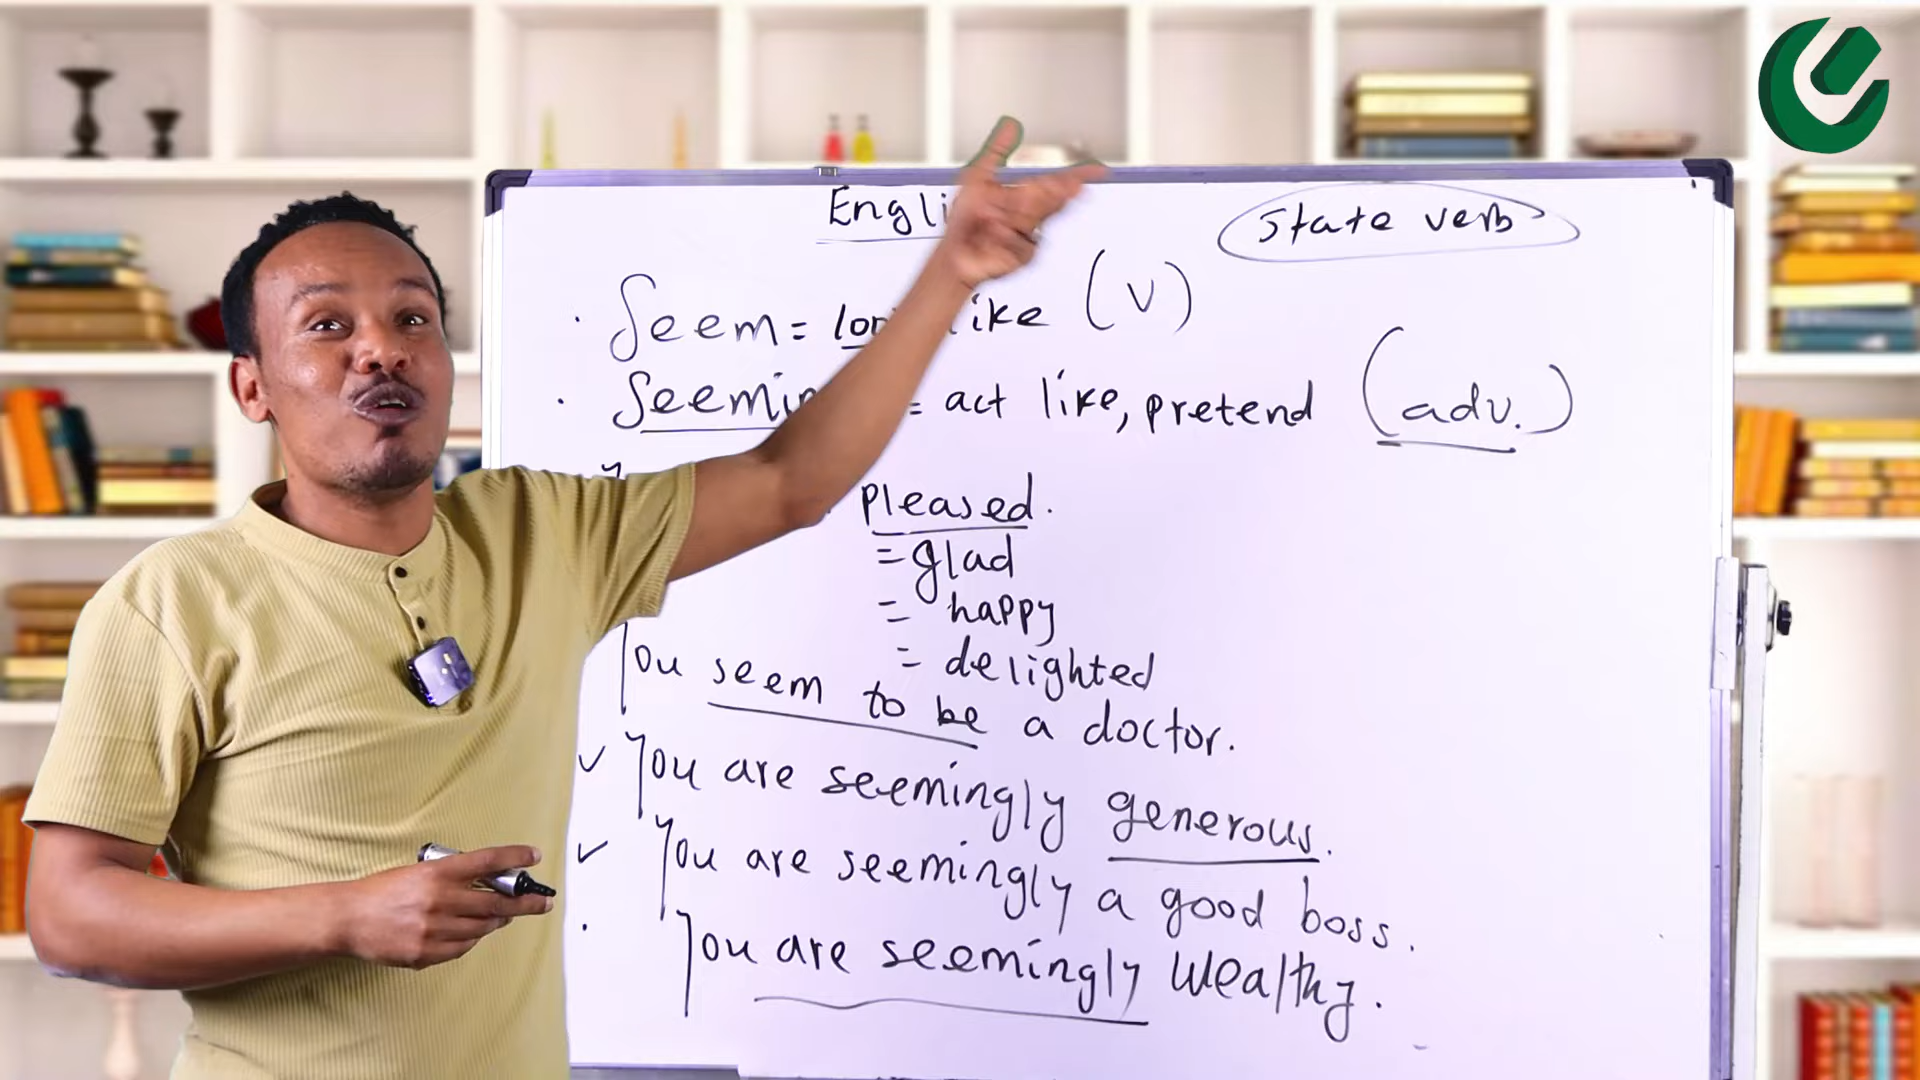 Engli
State verb
Seem = look like (v)
Seemin = act like, pretend (adv.)
pleased.
= glad
= happy
= delighted
You seem to be a doctor.
✓ You are seemingly generous.
✓ You are seemingly a good boss.
· You are seemingly wealthy.